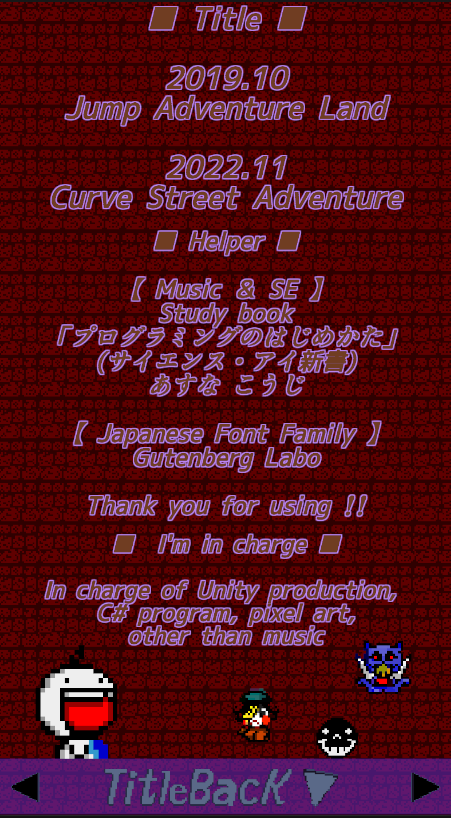 ■ Title ■
2019.10
Jump Adventure Land
2022.11
Curve Street Adventure
■ Helper ■
【 Music & SE 】
Study book
「プログラミングのはじめかた」
(サイエンス・アイ新書)
あすな こうじ
【 Japanese Font Family 】
Gutenberg Labo
Thank you for using !!
■ I'm in charge ■
In charge of Unity production,
C# program, pixel art,
other than music
◀ TitleBacK ▼ ▶